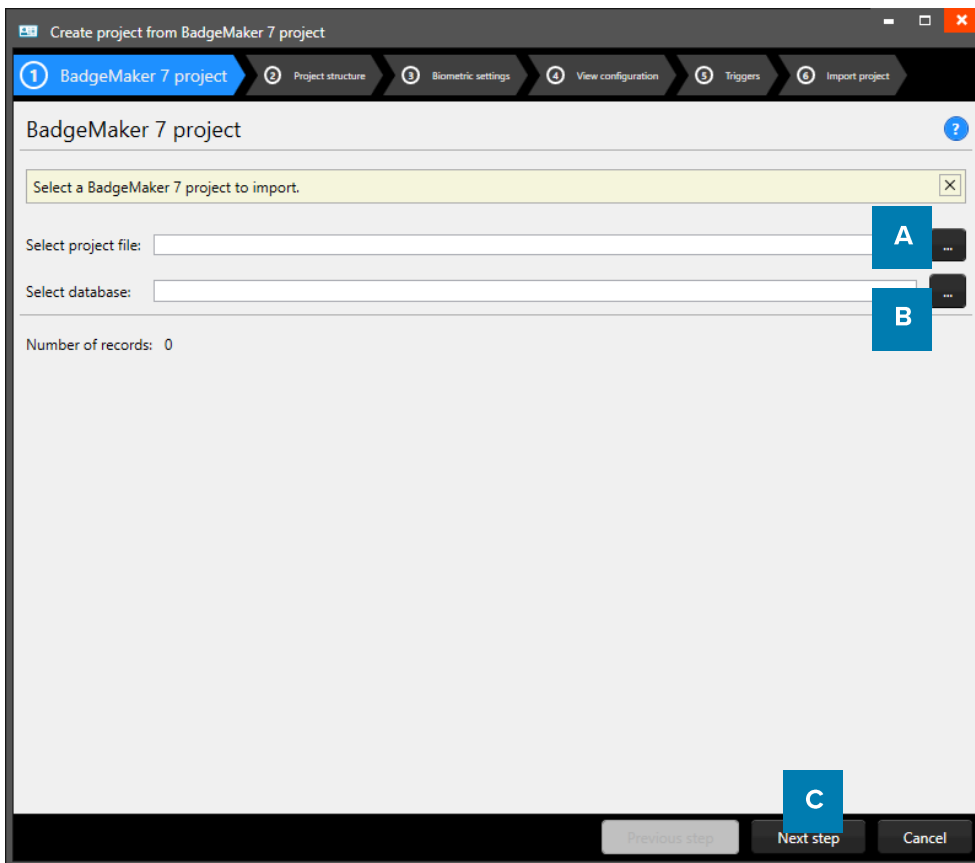 Create project from BadgeMaker 7 project
1 BadgeMaker 7 project 2 Project structure 3 Biometric settings 4 View configuration 5 Triggers 6 Import project
BadgeMaker 7 project ?
Select a BadgeMaker 7 project to import.
A
Select project file: ...
Select database: ...
B
Number of records: 0
C
Previous step Next step Cancel